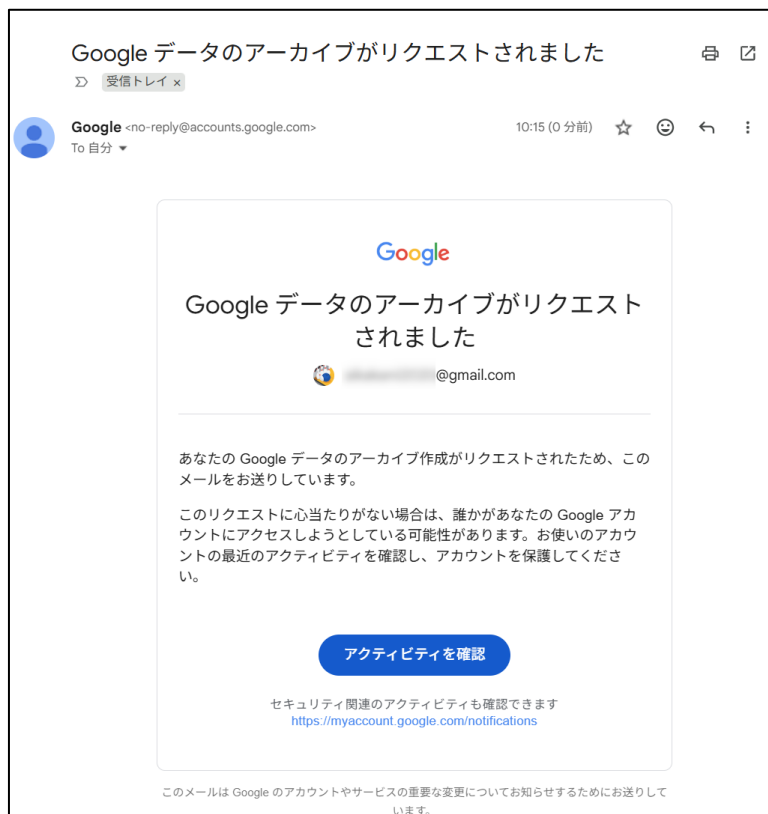 Google データのアーカイブがリクエストされました
受信トレイ ×
Google <no-reply@accounts.google.com>
10:15 (0 分前)
To 自分
Google
Google データのアーカイブがリクエスト
されました
@gmail.com
あなたの Google データのアーカイブ作成がリクエストされたため、この
メールをお送りしています。
このリクエストに心当たりがない場合は、誰かがあなたの Google アカ
ウントにアクセスしようとしている可能性があります。お使いのアカウ
ントの最近のアクティビティを確認し、アカウントを保護してくださ
い。
アクティビティを確認
セキュリティ関連のアクティビティも確認できます
https://myaccount.google.com/notifications
このメールは Google のアカウントやサービスの重要な変更についてお知らせするためにお送りして
います。